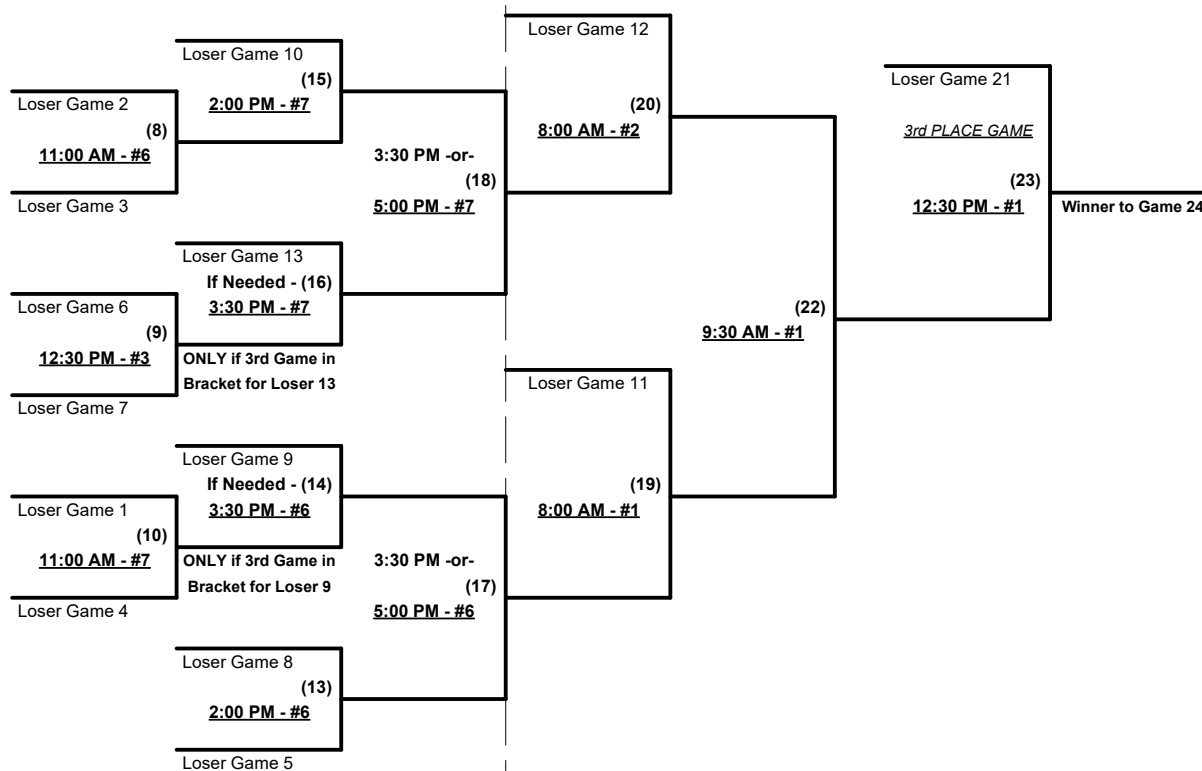 Loser Game 12
Loser Game 10
(15)
2:00 PM - #7
Loser Game 21
Loser Game 2
(8)
11:00 AM - #6
Loser Game 3
(20)
8:00 AM - #2
3rd PLACE GAME
3:30 PM -or-
(18)
5:00 PM - #7
(23)
12:30 PM - #1
Winner to Game 24
Loser Game 13
If Needed - (16)
3:30 PM - #7
ONLY if 3rd Game in
Bracket for Loser 13
Loser Game 6
(9)
12:30 PM - #3
Loser Game 7
(22)
9:30 AM - #1
Loser Game 11
Loser Game 9
If Needed - (14)
3:30 PM - #6
ONLY if 3rd Game in
Bracket for Loser 9
(19)
8:00 AM - #1
Loser Game 1
(10)
11:00 AM - #7
Loser Game 4
3:30 PM -or-
(17)
5:00 PM - #6
Loser Game 8
(13)
2:00 PM - #6
Loser Game 5